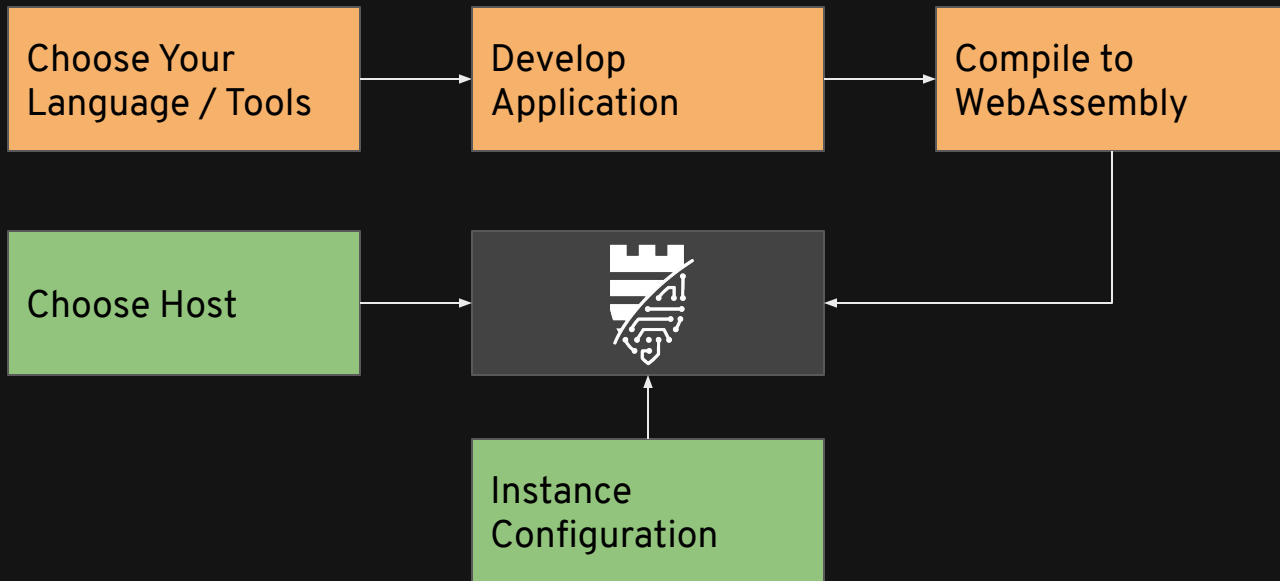 Choose Your
Language / Tools
Develop
Application
Compile to
WebAssembly
Choose Host
Instance
Configuration